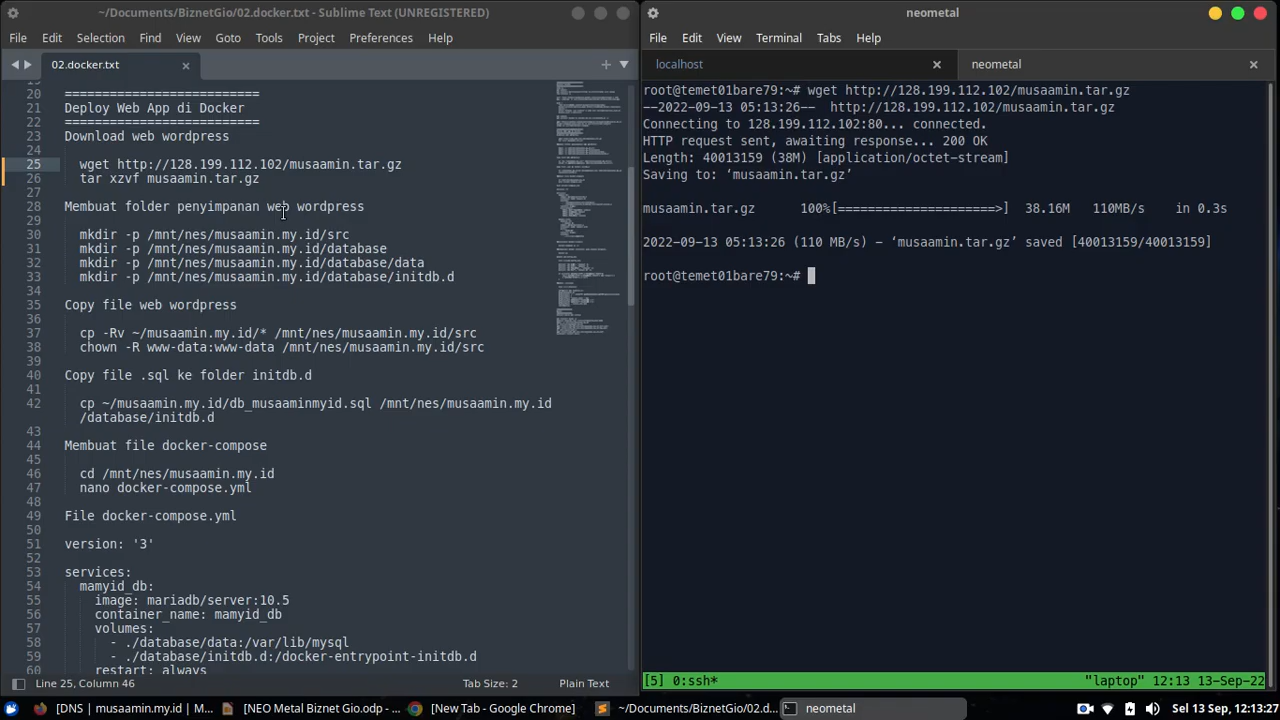 ~/Documents/BiznetGio/02.docker.txt - Sublime Text (UNREGISTERED)
File Edit Selection Find View Goto Tools Project Preferences Help
02.docker.txt
20 ==========================
21 Deploy Web App di Docker
22 ==========================
23 Download web wordpress
24
25 wget http://128.199.112.102/musaamin.tar.gz
26 tar xzvf musaamin.tar.gz
27
28 Membuat folder penyimpanan web wordpress
29
30 mkdir -p /mnt/nes/musaamin.my.id/src
31 mkdir -p /mnt/nes/musaamin.my.id/database
32 mkdir -p /mnt/nes/musaamin.my.id/database/data
33 mkdir -p /mnt/nes/musaamin.my.id/database/initdb.d
34
35 Copy file web wordpress
36
37 cp -Rv ~/musaamin.my.id/* /mnt/nes/musaamin.my.id/src
38 chown -R www-data:www-data /mnt/nes/musaamin.my.id/src
39
40 Copy file .sql ke folder initdb.d
41
42 cp ~/musaamin.my.id/db_musaaminmyid.sql /mnt/nes/musaamin.my.id
/database/initdb.d
43
44 Membuat file docker-compose
45
46 cd /mnt/nes/musaamin.my.id
47 nano docker-compose.yml
48
49 File docker-compose.yml
50
51 version: '3'
52
53 services:
54 mamyid_db:
55 image: mariadb/server:10.5
56 container_name: mamyid_db
57 volumes:
58 - ./database/data:/var/lib/mysql
59 - ./database/initdb.d:/docker-entrypoint-initdb.d
60 restart: always
Line 25, Column 46 Tab Size: 2 Plain Text
neometal
File Edit View Terminal Tabs Help
localhost neometal
root@temet01bare79:~# wget http://128.199.112.102/musaamin.tar.gz
--2022-09-13 05:13:26-- http://128.199.112.102/musaamin.tar.gz
Connecting to 128.199.112.102:80... connected.
HTTP request sent, awaiting response... 200 OK
Length: 40013159 (38M) [application/octet-stream]
Saving to: ‘musaamin.tar.gz’
musaamin.tar.gz 100%[=====================>] 38.16M 110MB/s in 0.3s
2022-09-13 05:13:26 (110 MB/s) - ‘musaamin.tar.gz’ saved [40013159/40013159]
root@temet01bare79:~#
[5] 0:ssh* "laptop" 12:13 13-Sep-22
[DNS | musaamin.my.id | M... [NEO Metal Biznet Gio.odp - ... [New Tab - Google Chrome] ~/Documents/BiznetGio/02.d... neometal Sel 13 Sep, 12:13:27